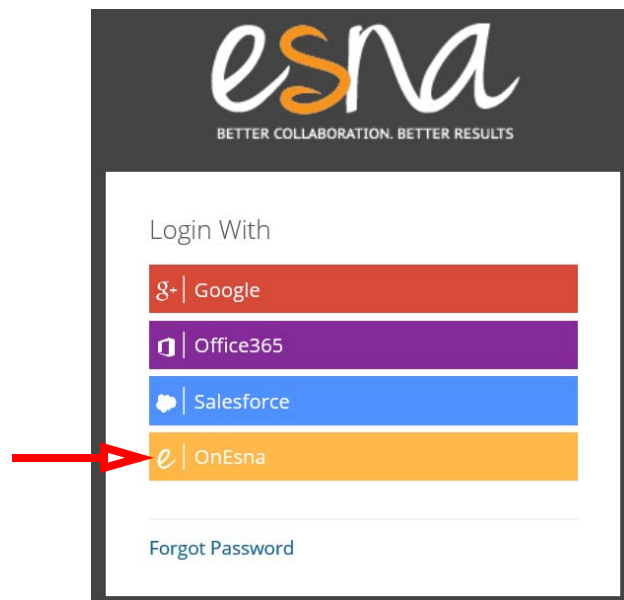 esna
BETTER COLLABORATION. BETTER RESULTS
Login With
g+ Google
Office365
Salesforce
e OnEsna
Forgot Password